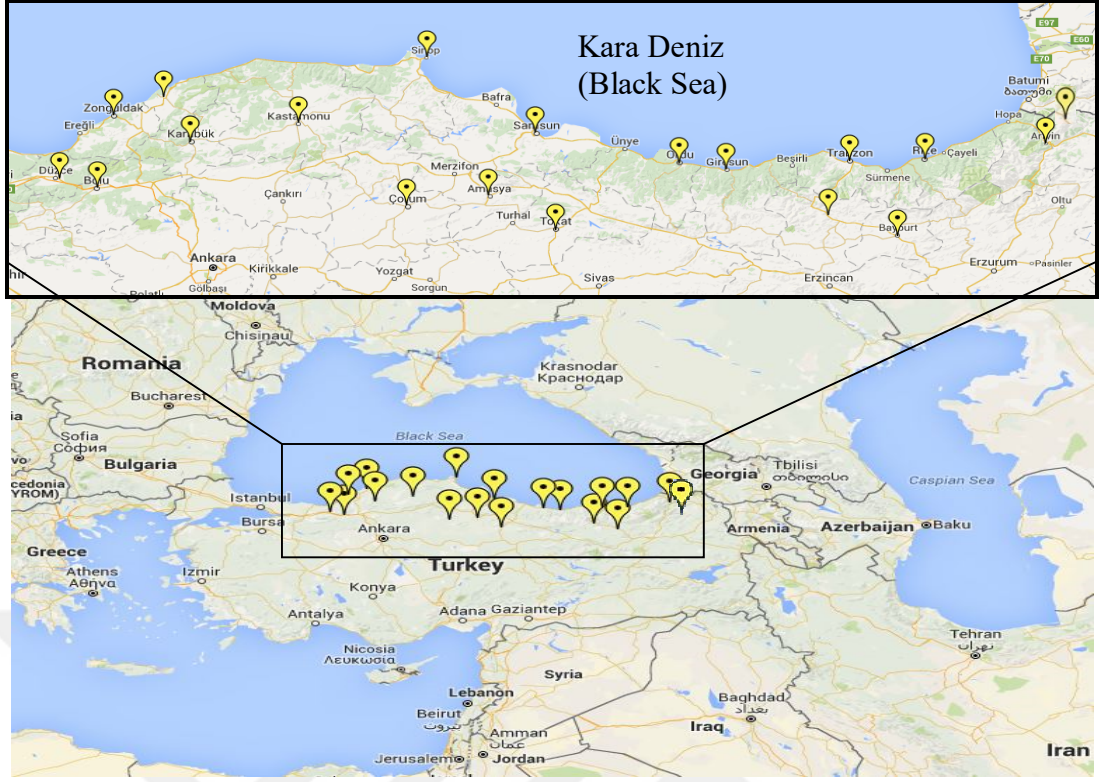 E97
E60
Kara Deniz
(Black Sea)
Sinop
E70
Batumi
ბათუმი
Bafra
Zonguldak
Hopa
Kastamonu
Samsun
Ereğli
Karabük
Ünye
Artvin
Ordu
Giresun
Beşirli
Trabzon
Rize
Çayeli
Merzifon
Düzce
Bolu
Sürmene
Amasya
Çankırı
Çorum
Oltu
Turhal
Tokat
Bayburt
Ankara
Kırıkkale
Yozgat
Erzurum
Pasinler
Sivas
Erzincan
Gölbaşı
Sorgun
Polatlı
Moldova
Chisinau
Romania
Krasnodar
Краснодар
Bucharest
Black Sea
Sofia
София
Bulgaria
Georgia
Tbilisi
თბილისი
Caspian Sea
cedonia
YROM)
Istanbul
Bursa
Ankara
Armenia
Azerbaijan
Baku
Greece
Turkey
Athens
Αθήνα
Izmir
Konya
Antalya
Adana
Gaziantep
Tehran
تهران
Nicosia
Λευκωσία
Syria
Lebanon
Beirut
بيروت
Baghdad
بغداد
Iraq
Amman
عمان
Jerusalem
Jordan
Iran